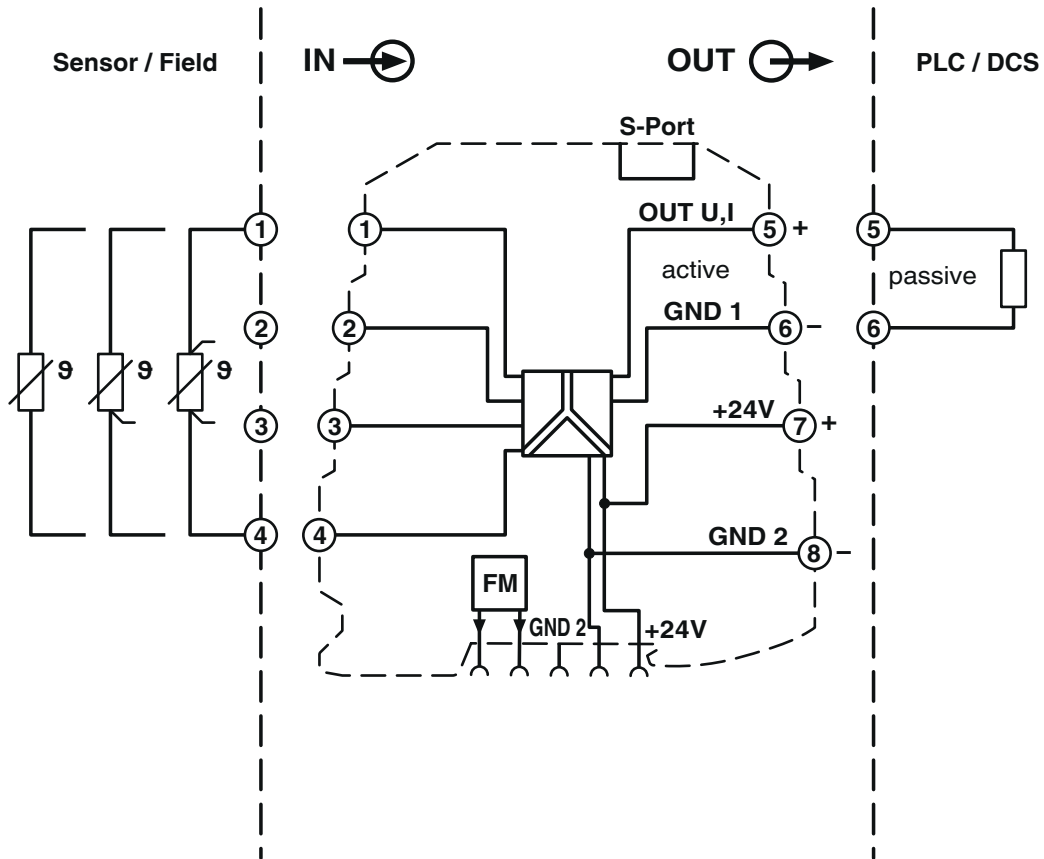 Sensor / Field
IN
OUT
PLC / DCS
S-Port
OUT U,I
1
1
5
+
5
active
passive
GND 1
2
2
6
–
6
ϑ
ϑ
ϑ
+24V
3
3
7
+
4
4
GND 2
8
–
FM
GND 2
+24V